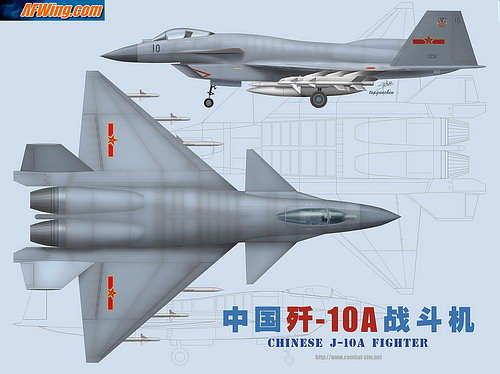 AFWing.com
10
10
中国歼-10A战斗机
CHINESE J-10A FIGHTER
http://www.combat-sim.net